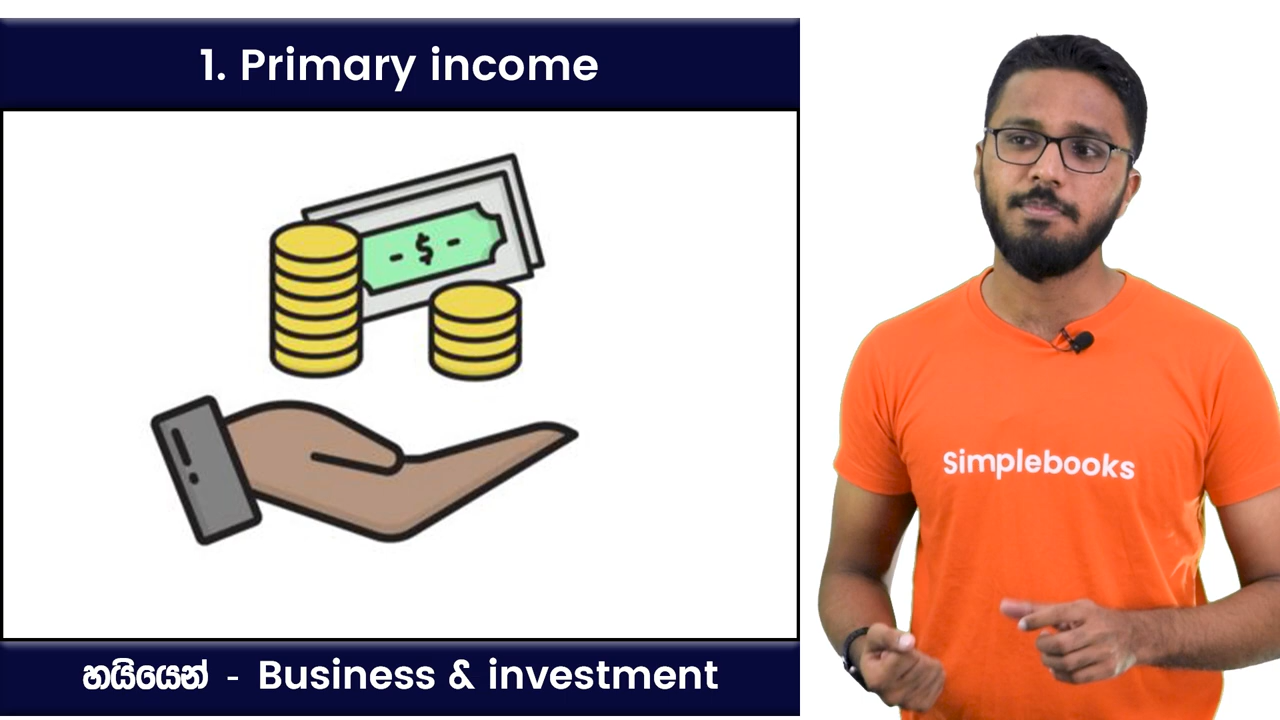 1. Primary income
- $ -
හයියෙන් - Business & investment
Simplebooks